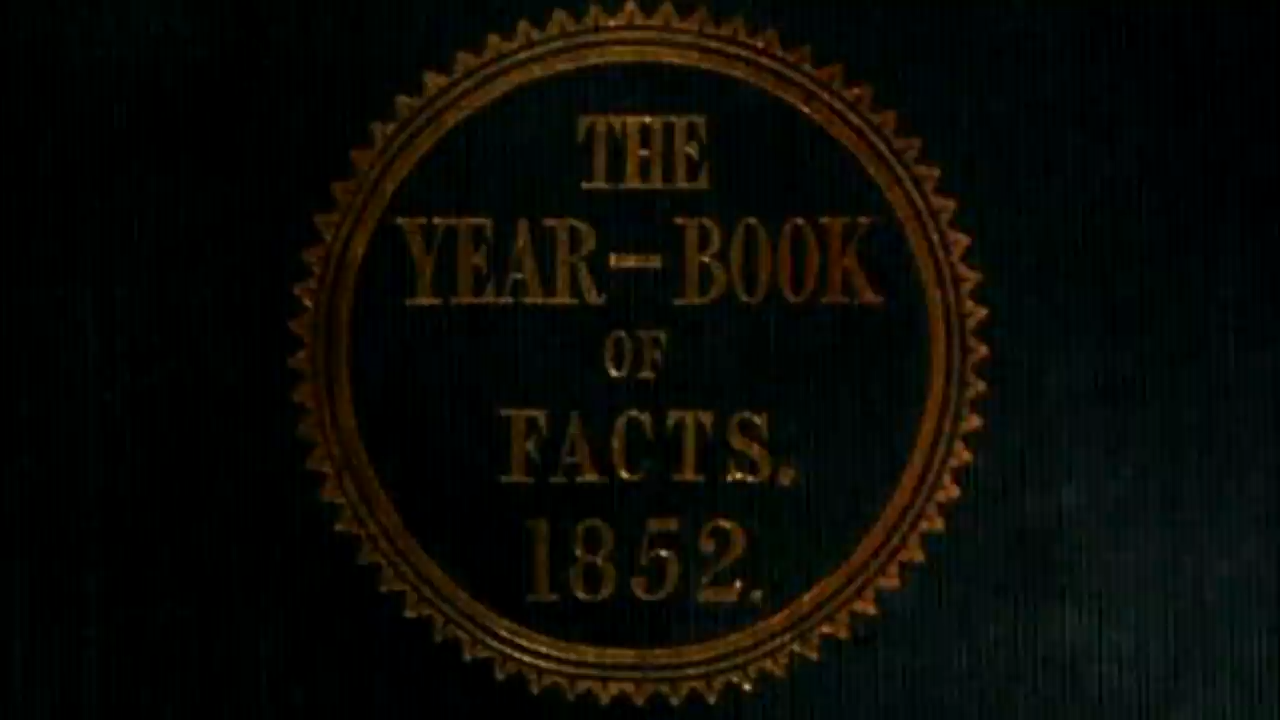 THE
YEAR-BOOK
OF
FACTS.
1852.